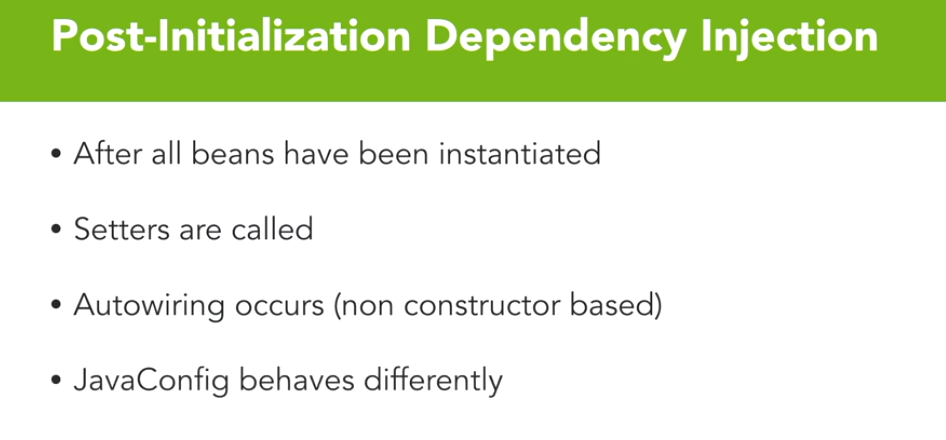 Post-Initialization Dependency Injection
• After all beans have been instantiated
• Setters are called
• Autowiring occurs (non constructor based)
• JavaConfig behaves differently